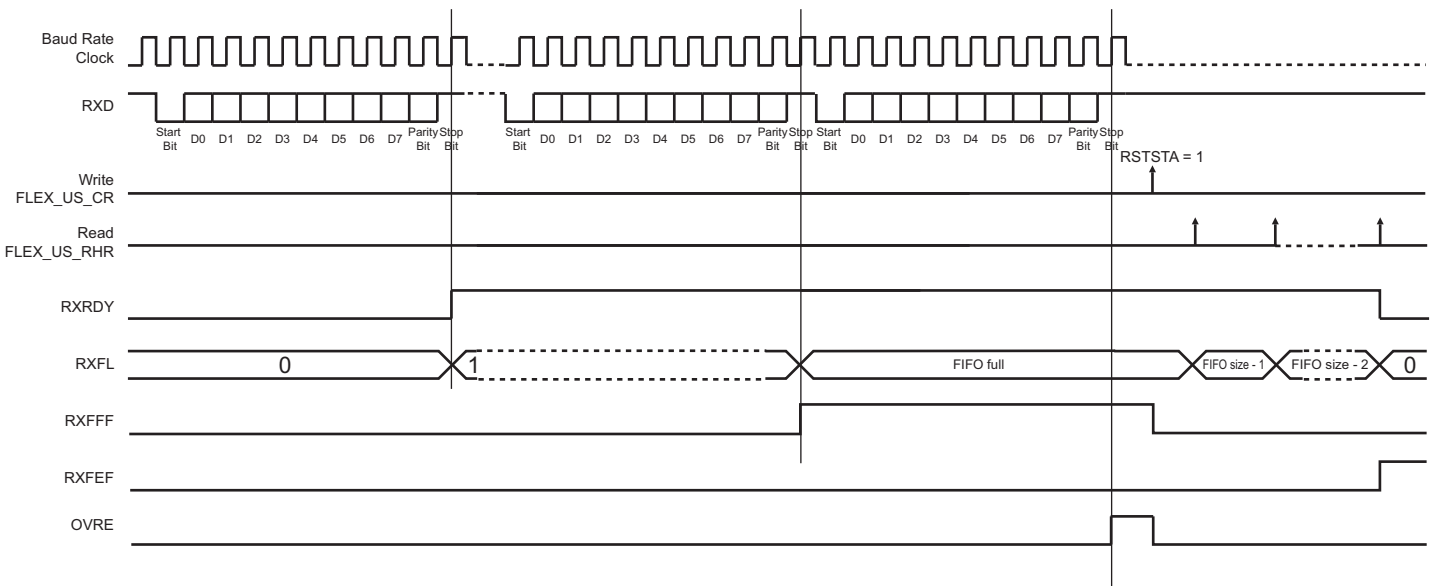 Baud Rate
Clock
RXD
Start
Bit
D0 D1 D2 D3 D4 D5 D6 D7
Parity
Bit
Stop
Bit
Start
Bit
D0 D1 D2 D3 D4 D5 D6 D7
Parity
Bit
Stop
Bit
Start
Bit
D0 D1 D2 D3 D4 D5 D6 D7
Parity
Bit
Stop
Bit
RSTSTA = 1
Write
FLEX_US_CR
Read
FLEX_US_RHR
RXRDY
RXFL
0
1
FIFO full
FIFO size - 1
FIFO size - 2
0
RXFFF
RXFEF
OVRE